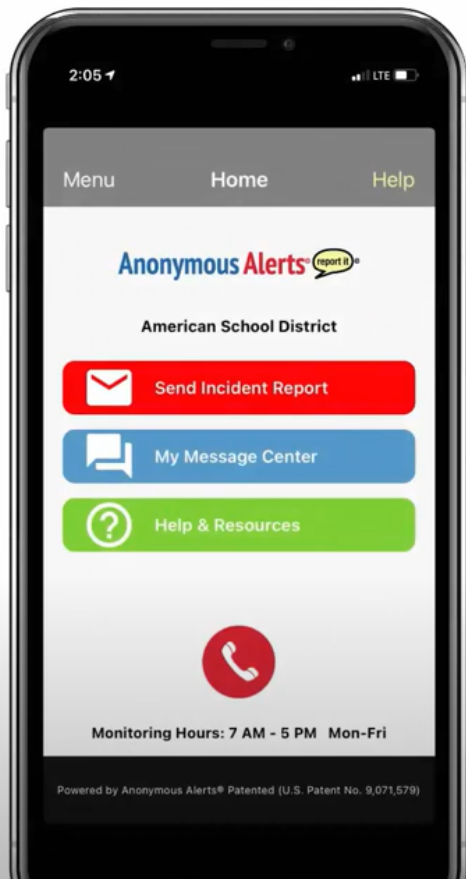 2:05 LTE
Menu Home Help
Anonymous Alerts® report it®
American School District
Send Incident Report
My Message Center
Help & Resources
Monitoring Hours: 7 AM - 5 PM Mon-Fri
Powered by Anonymous Alerts® Patented (U.S. Patent No. 9,071,579)